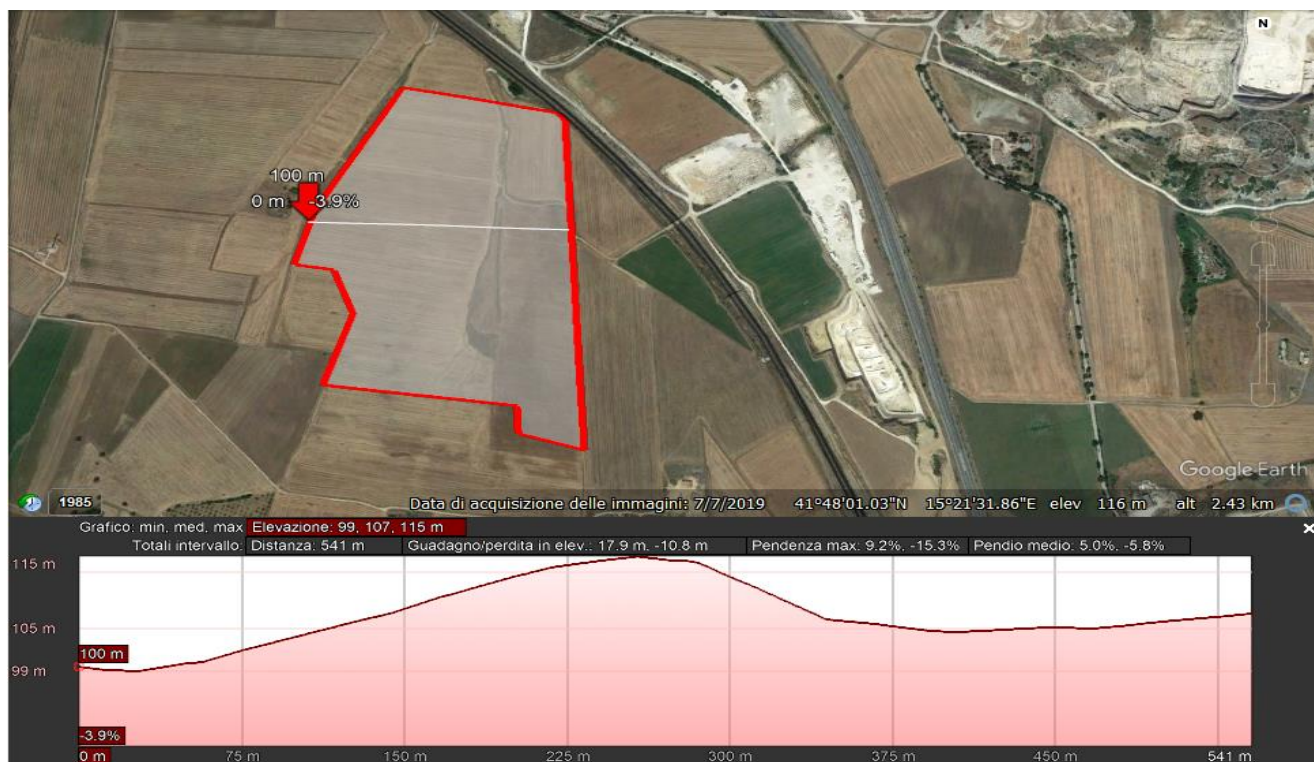 N
100 m
0 m -3.9%
Google Earth
1985
Data di acquisizione delle immagini: 7/7/2019 41°48'01.03"N 15°21'31.86"E elev 116 m alt 2.43 km
Grafico: min, med, max Elevazione: 99, 107, 115 m
Totali intervallo: Distanza: 541 m Guadagno/perdita in elev.: 17.9 m, -10.8 m Pendenza max: 9.2%, -15.3% Pendio medio: 5.0%, -5.8%
115 m
105 m
100 m
99 m
-3.9%
0 m 75 m 150 m 225 m 300 m 375 m 450 m 541 m